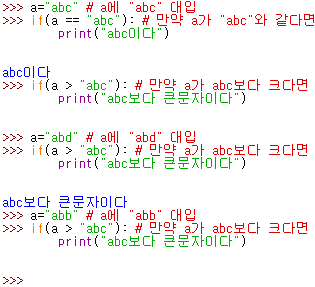 >>> a="abc" # a에 "abc" 대입
>>> if(a == "abc"): # 만약 a가 "abc"와 같다면
print("abc이다")
abc이다
>>> if(a > "abc"): # 만약 a가 abc보다 크다면
print("abc보다 큰문자이다")
>>> a="abd" # a에 "abd" 대입
>>> if(a > "abc"): # 만약 a가 abc보다 크다면
print("abc보다 큰문자이다")
abc보다 큰문자이다
>>> a="abb" # a에 "abb" 대입
>>> if(a > "abc"): # 만약 a가 abc보다 크다면
print("abc보다 큰문자이다")
>>>